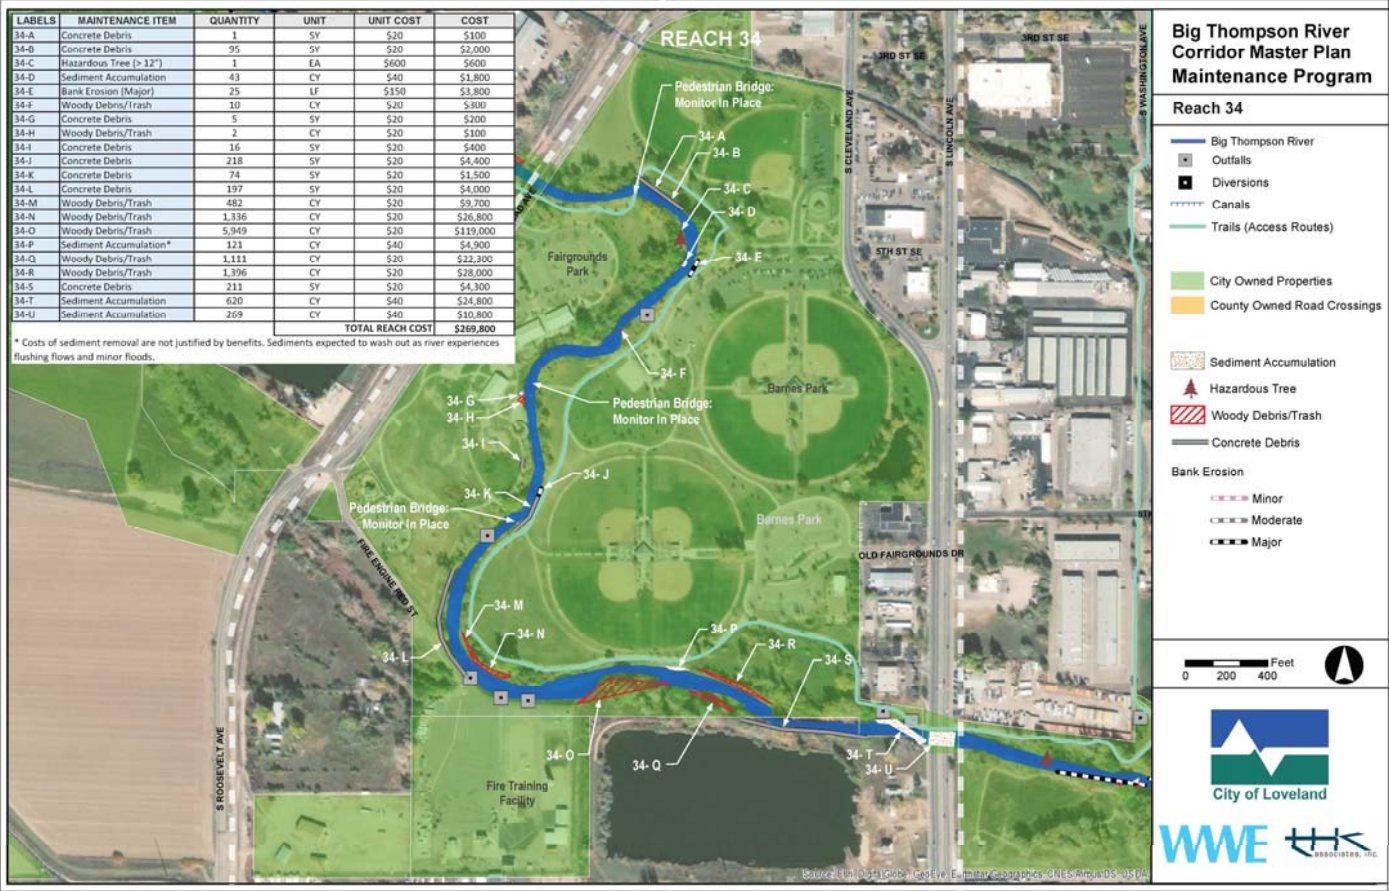 LABELS MAINTENANCE ITEM QUANTITY UNIT UNIT COST COST
34-A Concrete Debris 1 SY $20 $100
34-B Concrete Debris 95 SY $20 $2,000
34-C Hazardous Tree (> 12") 1 EA $600 $600
34-D Sediment Accumulation 43 CY $40 $1,800
34-E Bank Erosion (Major) 25 LF $150 $3,800
34-F Woody Debris/Trash 10 CY $20 $300
34-G Concrete Debris 5 SY $20 $200
34-H Woody Debris/Trash 2 CY $20 $100
34-I Concrete Debris 16 SY $20 $400
34-J Concrete Debris 218 SY $20 $4,400
34-K Concrete Debris 74 SY $20 $1,500
34-L Concrete Debris 197 SY $20 $4,000
34-M Woody Debris/Trash 482 CY $20 $9,700
34-N Woody Debris/Trash 1,336 CY $20 $26,800
34-O Woody Debris/Trash 5,949 CY $20 $119,000
34-P Sediment Accumulation* 121 CY $40 $4,900
34-Q Woody Debris/Trash 1,111 CY $20 $22,300
34-R Woody Debris/Trash 1,396 CY $20 $28,000
34-S Concrete Debris 211 SY $20 $4,300
34-T Sediment Accumulation 620 CY $40 $24,800
34-U Sediment Accumulation 269 CY $40 $10,800
TOTAL REACH COST $269,800
* Costs of sediment removal are not justified by benefits. Sediments expected to wash out as river experiences
flushing flows and minor floods.
REACH 34
3RD ST SE
3RD ST SE
S WASHINGTON AVE
Pedestrian Bridge:
Monitor In Place
S CLEVELAND AVE
S LINCOLN AVE
34- A
34- B
34- C
34- D
5TH ST SE
34- E
Fairgrounds
Park
34- F
Barnes Park
34- G
Pedestrian Bridge:
Monitor In Place
34- H
34- I
34- J
34- K
Pedestrian Bridge:
Monitor In Place
Barnes Park
OLD FAIRGROUNDS DR
FIRE ENGINE RED ST
34- M
34- N
34- P
34- R
34- L
34- S
34- O
34- T
34- Q
34- U
S ROOSEVELT AVE
Fire Training
Facility
Big Thompson River
Corridor Master Plan
Maintenance Program
Reach 34
Big Thompson River
Outfalls
Diversions
Canals
Trails (Access Routes)
City Owned Properties
County Owned Road Crossings
Sediment Accumulation
Hazardous Tree
Woody Debris/Trash
Concrete Debris
Bank Erosion
Minor
Moderate
Major
Feet
0 200 400
City of Loveland
WWE
thk
associates, inc.